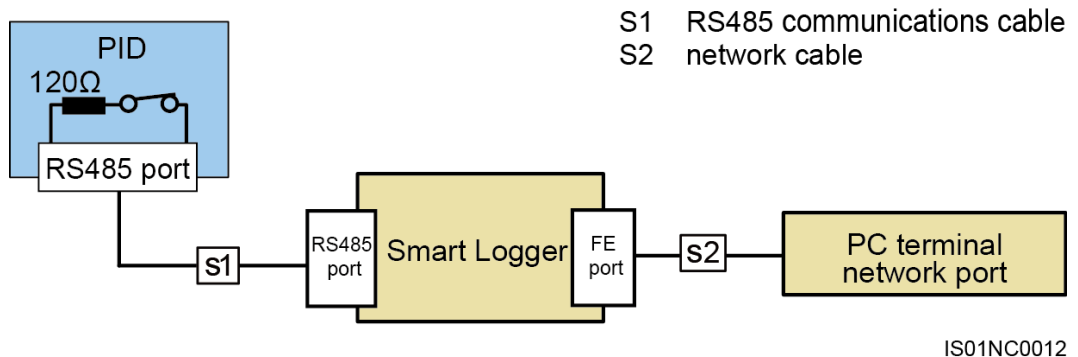 S1 RS485 communications cable
S2 network cable
PID
120Ω
RS485 port
s1
RS485
port
Smart Logger
FE
port
s2
PC terminal
network port
IS01NC0012